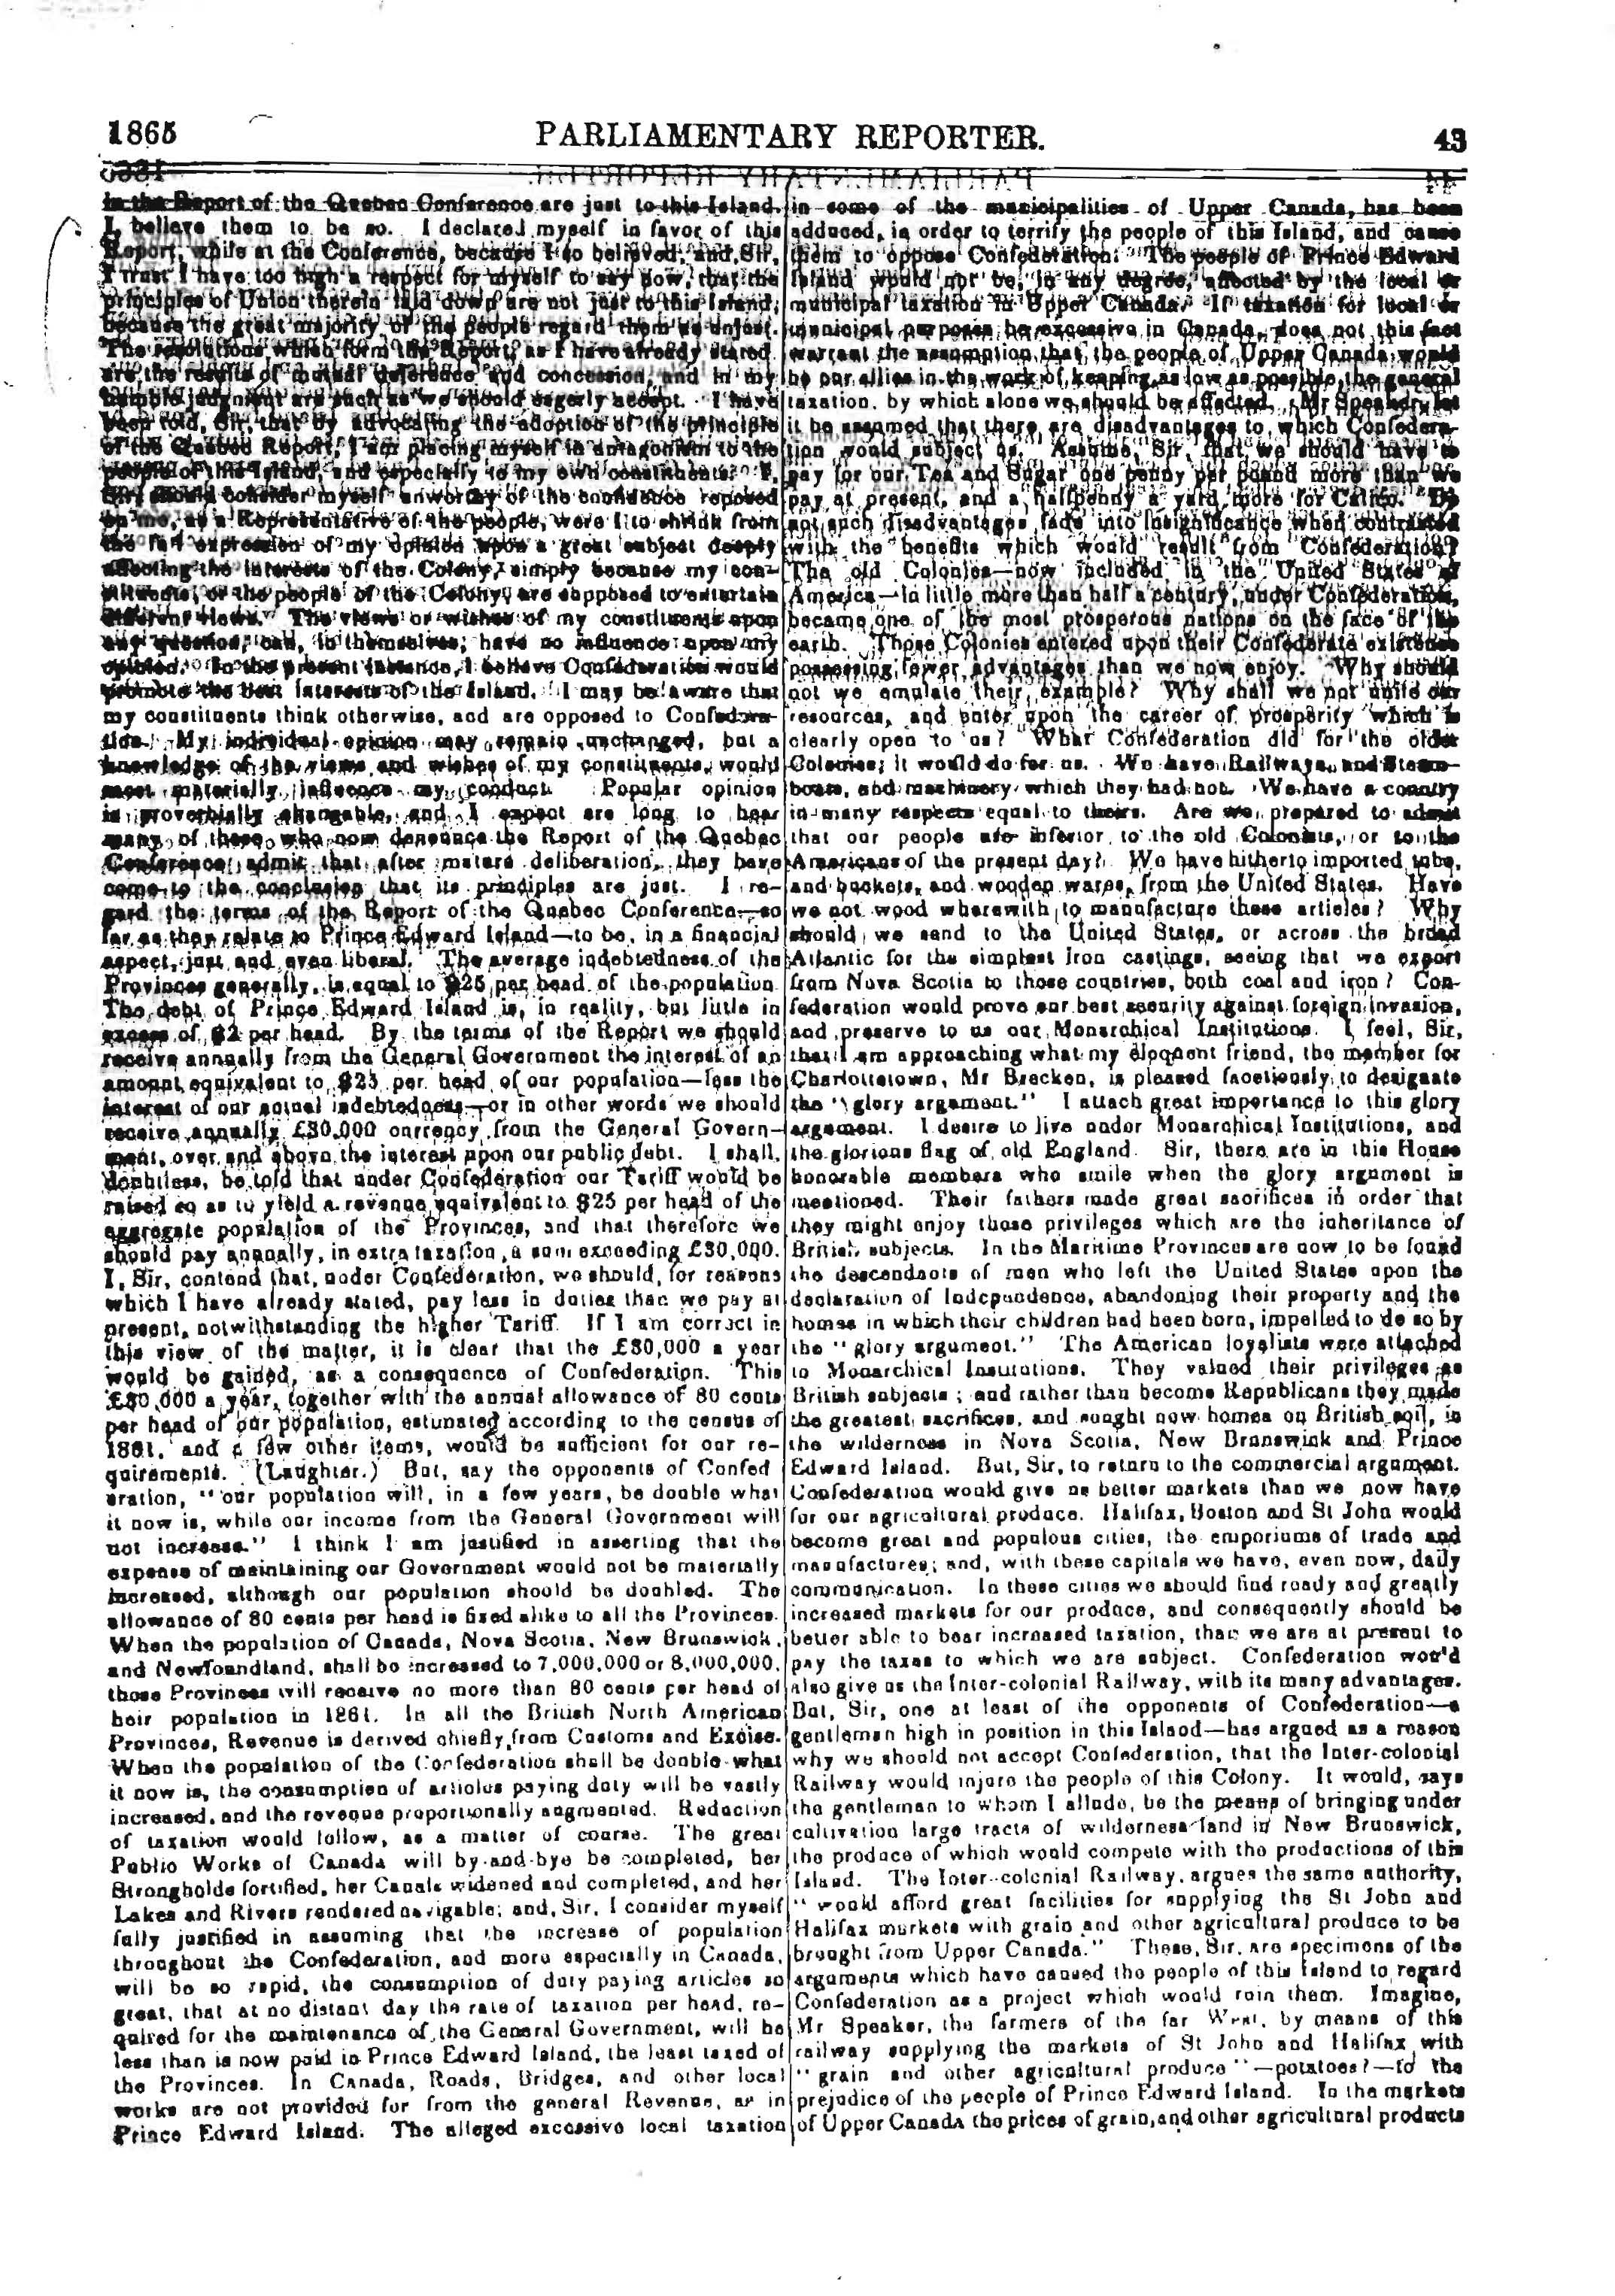 1865
PARLIAMENTARY REPORTER.
43
in the Report of the Quebec Conference are just to this Island.
I believe them to be so. I declared myself in favor of this
Report, while at the Conference, because I so believed, and, Sir,
I trust I have too high a respect for myself to say now, that the
principles of Union therein laid down are not just to this Island,
because the great majority of the people regard them as unjust.
The resolutions which form the Report, as I have already stated
are the results of mutual deference and concession, and in my
humble judgment are such as we should eagerly accept. I have
been told, Sir, that by advocating the adoption of the principle
of the Quebec Report, I am placing myself in antagonism to the
people of this Island, and especially to my own constituents. I,
Sir, should consider myself unworthy of the confidence reposed
on me, as a Representative of the people, were I to shrink from
the full expression of my opinion upon a great subject deeply
affecting the interests of the Colony, simply because my con-
stituents, or the people of the Colony, are supposed to entertain
different views. The views or wishes of my constituents upon
any question, can, in themselves, have no influence upon my
opinion. In the present instance, I believe Confederation would
promote the best interests of the Island. I may be aware that
my constituents think otherwise, and are opposed to Confedera-
tion. My individual opinion may remain unchanged, but a
knowledge of the views and wishes of my constituents, would
most materially influence my conduct. Popular opinion
is proverbially changable, and I expect are long to hear
many of those who now denounce the Report of the Quebec
Conference, admit that after mature deliberation, they have
come to the conclusion that its principles are just. I re-
gard the terms of the Report of the Quebec Conference—so
far as they relate to Prince Edward Island—to be, in a financial
aspect, just and even liberal. The average indebtedness of the
Provinces generally, is equal to $25 per head of the population
The debt of Prince Edward Island is, in reality, but little in
excess of $2 per head. By the terms of the Report we should
receive annually from the General Government the interest of an
amount equivalent to $25 per head of our population—less the
interest of our actual indebtedness—or in other words we should
receive annually £30,000 currency from the General Govern-
ment, over and above the interest upon our public debt. I shall,
doubtless, be told that under Confederation our Tariff would be
raised so as to yield a revenue equivalent to $25 per head of the
aggregate population of the Provinces, and that therefore we
should pay annually, in extra taxation, a sum exceeding £30,000.
I, Sir, contend that, under Confederation, we should, for reasons
which I have already stated, pay less in duties than we pay at
present, notwithstanding the higher Tariff. If I am correct in
this view of the matter, it is clear that the £30,000 a year
would be gained, as a consequence of Confederation. This
£30,000 a year, together with the annual allowance of 80 cents
per head of our population, estimated according to the census of
1861, and a few other items, would be sufficient for our re-
quirements. (Laughter.) But, say the opponents of Confed
eration, "our population will, in a few years, be double what
it now is, while our income from the General Government will
not increase." I think I am justified in asserting that the
expense of maintaining our Government would not be materially
increased, although our population should be doubled. The
allowance of 80 cents per head is fixed alike to all the Provinces.
When the population of Canada, Nova Scotia, New Brunswick,
and Newfoundland, shall be increased to 7,000,000 or 8,000,000,
those Provinces will receive no more than 80 cents per head of
heir population in 1861. In all the British North American
Provinces, Revenue is derived chiefly from Customs and Excise.
When the population of the Confederation shall be double what
it now is, the consumption of articles paying duty will be vastly
increased, and the revenue proportionally augmented. Reduction
of taxation would follow, as a matter of course. The great
Public Works of Canada will by-and-bye be completed, her
Strongholds fortified, her Canals widened and completed, and her
Lakes and Rivers rendered navigable; and, Sir, I consider myself
fully justified in assuming that the increase of population
throughout the Confederation, and more especially in Canada,
will be so rapid, the consumption of duty paying articles so
great, that at no distant day the rate of taxation per head, re-
quired for the maintenance of the General Government, will be
less than is now paid in Prince Edward Island, the least taxed of
the Provinces. In Canada, Roads, Bridges, and other local
works are not provided for from the general Revenue, as in
Prince Edward Island. The alleged excessive local taxation
in some of the municipalities of Upper Canada, has been
adduced, in order to terrify the people of this Island, and cause
them to oppose Confederation. The people of Prince Edward
Island would not be, in any degree, affected by the local or
municipal taxation in Upper Canada. If taxation for local or
municipal purposes be excessive in Canada, does not this fact
warrant the assumption that the people of Upper Canada would
be our allies in the work of keeping as low as possible, the general
taxation, by which alone we should be affected. Mr Speaker, let
it be assumed that there are disadvantages to which Confedera-
tion would subject us. Assume, Sir, that we should have to
pay for our Tea and Sugar one penny per pound more than we
pay at present, and a halfpenny a yard more for Calico. Do
not such disadvantages fade into insignificance when contrasted
with the benefits which would result from Confederation?
The old Colonies—now included in the United States of
America—in little more than half a century, under Confederation,
became one of the most prosperous nations on the face of the
earth. Those Colonies entered upon their Confederate existence
possessing fewer advantages than we now enjoy. Why should
not we emulate their example? Why shall we not unite our
resources, and enter upon the career of prosperity which is
clearly open to us? What Confederation did for the older
Colonies; it would do for us. We have Railways, and Steam-
boats, and machinery which they had not. We have a country
in many respects equal to theirs. Are we prepared to admit
that our people are inferior to the old Colonists, or to the
Americans of the present day? We have hitherto imported tubs,
and buckets, and wooden wares, from the United States. Have
we not wood wherewith to manufacture these articles? Why
should we send to the United States, or across the broad
Atlantic for the simplest Iron castings, seeing that we export
from Nova Scotia to those countries, both coal and iron? Con-
federation would prove our best security against foreign invasion,
and preserve to us our Monarchical Institutions. I feel, Sir,
that I am approaching what my eloquent friend, the member for
Charlottetown, Mr Brecken, is pleased facetiously to designate
the "glory argument." I attach great importance to this glory
argument. I desire to live under Monarchical Institutions, and
the glorious flag of old England. Sir, there are in this House
honorable members who smile when the glory argument is
mentioned. Their fathers made great sacrifices in order that
they might enjoy those privileges which are the inheritance of
British subjects. In the Maritime Provinces are now to be found
the descendants of men who left the United States upon the
declaration of Independence, abandoning their property and the
homes in which their children had been born, impelled to do so by
the "glory argument." The American loyalists were attached
to Monarchical Institutions. They valued their privileges as
British subjects; and rather than become Republicans they made
the greatest sacrifices, and sought new homes on British soil, in
the wilderness in Nova Scotia, New Brunswick and Prince
Edward Island. But, Sir, to return to the commercial argument.
Confederation would give us better markets than we now have
for our agricultural produce. Halifax, Boston and St John would
become great and populous cities, the emporiums of trade and
manufactures; and, with these capitals we have, even now, daily
communication. In these cities we should find ready and greatly
increased markets for our produce, and consequently should be
better able to bear increased taxation, than we are at present to
pay the taxes to which we are subject. Confederation would
also give us the Inter-colonial Railway, with its many advantages.
But, Sir, one at least of the opponents of Confederation—a
gentleman high in position in this Island—has argued as a reason
why we should not accept Confederation, that the Inter-colonial
Railway would injure the people of this Colony. It would, says
the gentleman to whom I allude, be the means of bringing under
cultivation large tracts of wilderness land in New Brunswick,
the produce of which would compete with the productions of this
Island. The Inter-colonial Railway, argues the same authority,
"would afford great facilities for supplying the St John and
Halifax markets with grain and other agricultural produce to be
brought from Upper Canada." These, Sir, are specimens of the
arguments which have caused the people of this Island to regard
Confederation as a project which would ruin them. Imagine,
Mr Speaker, the farmers of the far West, by means of this
railway supplying the markets of St John and Halifax with
"grain and other agricultural produce"—potatoes?—to the
prejudice of the people of Prince Edward Island. In the markets
of Upper Canada the prices of grain, and other agricultural products